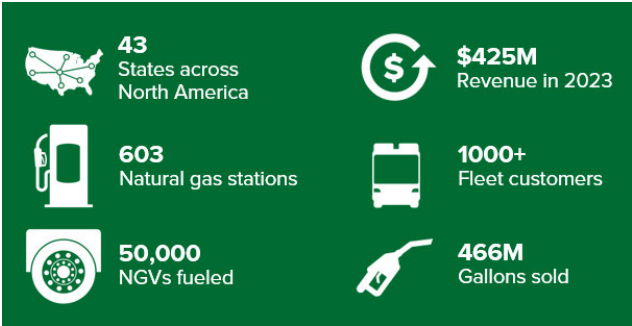 43
States across
North America
$
$425M
Revenue in 2023
603
Natural gas stations
1000+
Fleet customers
50,000
NGVs fueled
466M
Gallons sold